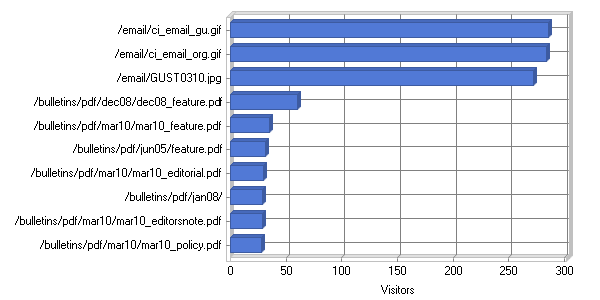 /email/ci_email_gu.gif
/email/ci_email_org.gif
/email/GUST0310.jpg
/bulletins/pdf/dec08/dec08_feature.pdf
/bulletins/pdf/mar10/mar10_feature.pdf
/bulletins/pdf/jun05/feature.pdf
/bulletins/pdf/mar10/mar10_editorial.pdf
/bulletins/pdf/jan08/
/bulletins/pdf/mar10/mar10_editorsnote.pdf
/bulletins/pdf/mar10/mar10_policy.pdf
0 50 100 150 200 250 300
Visitors